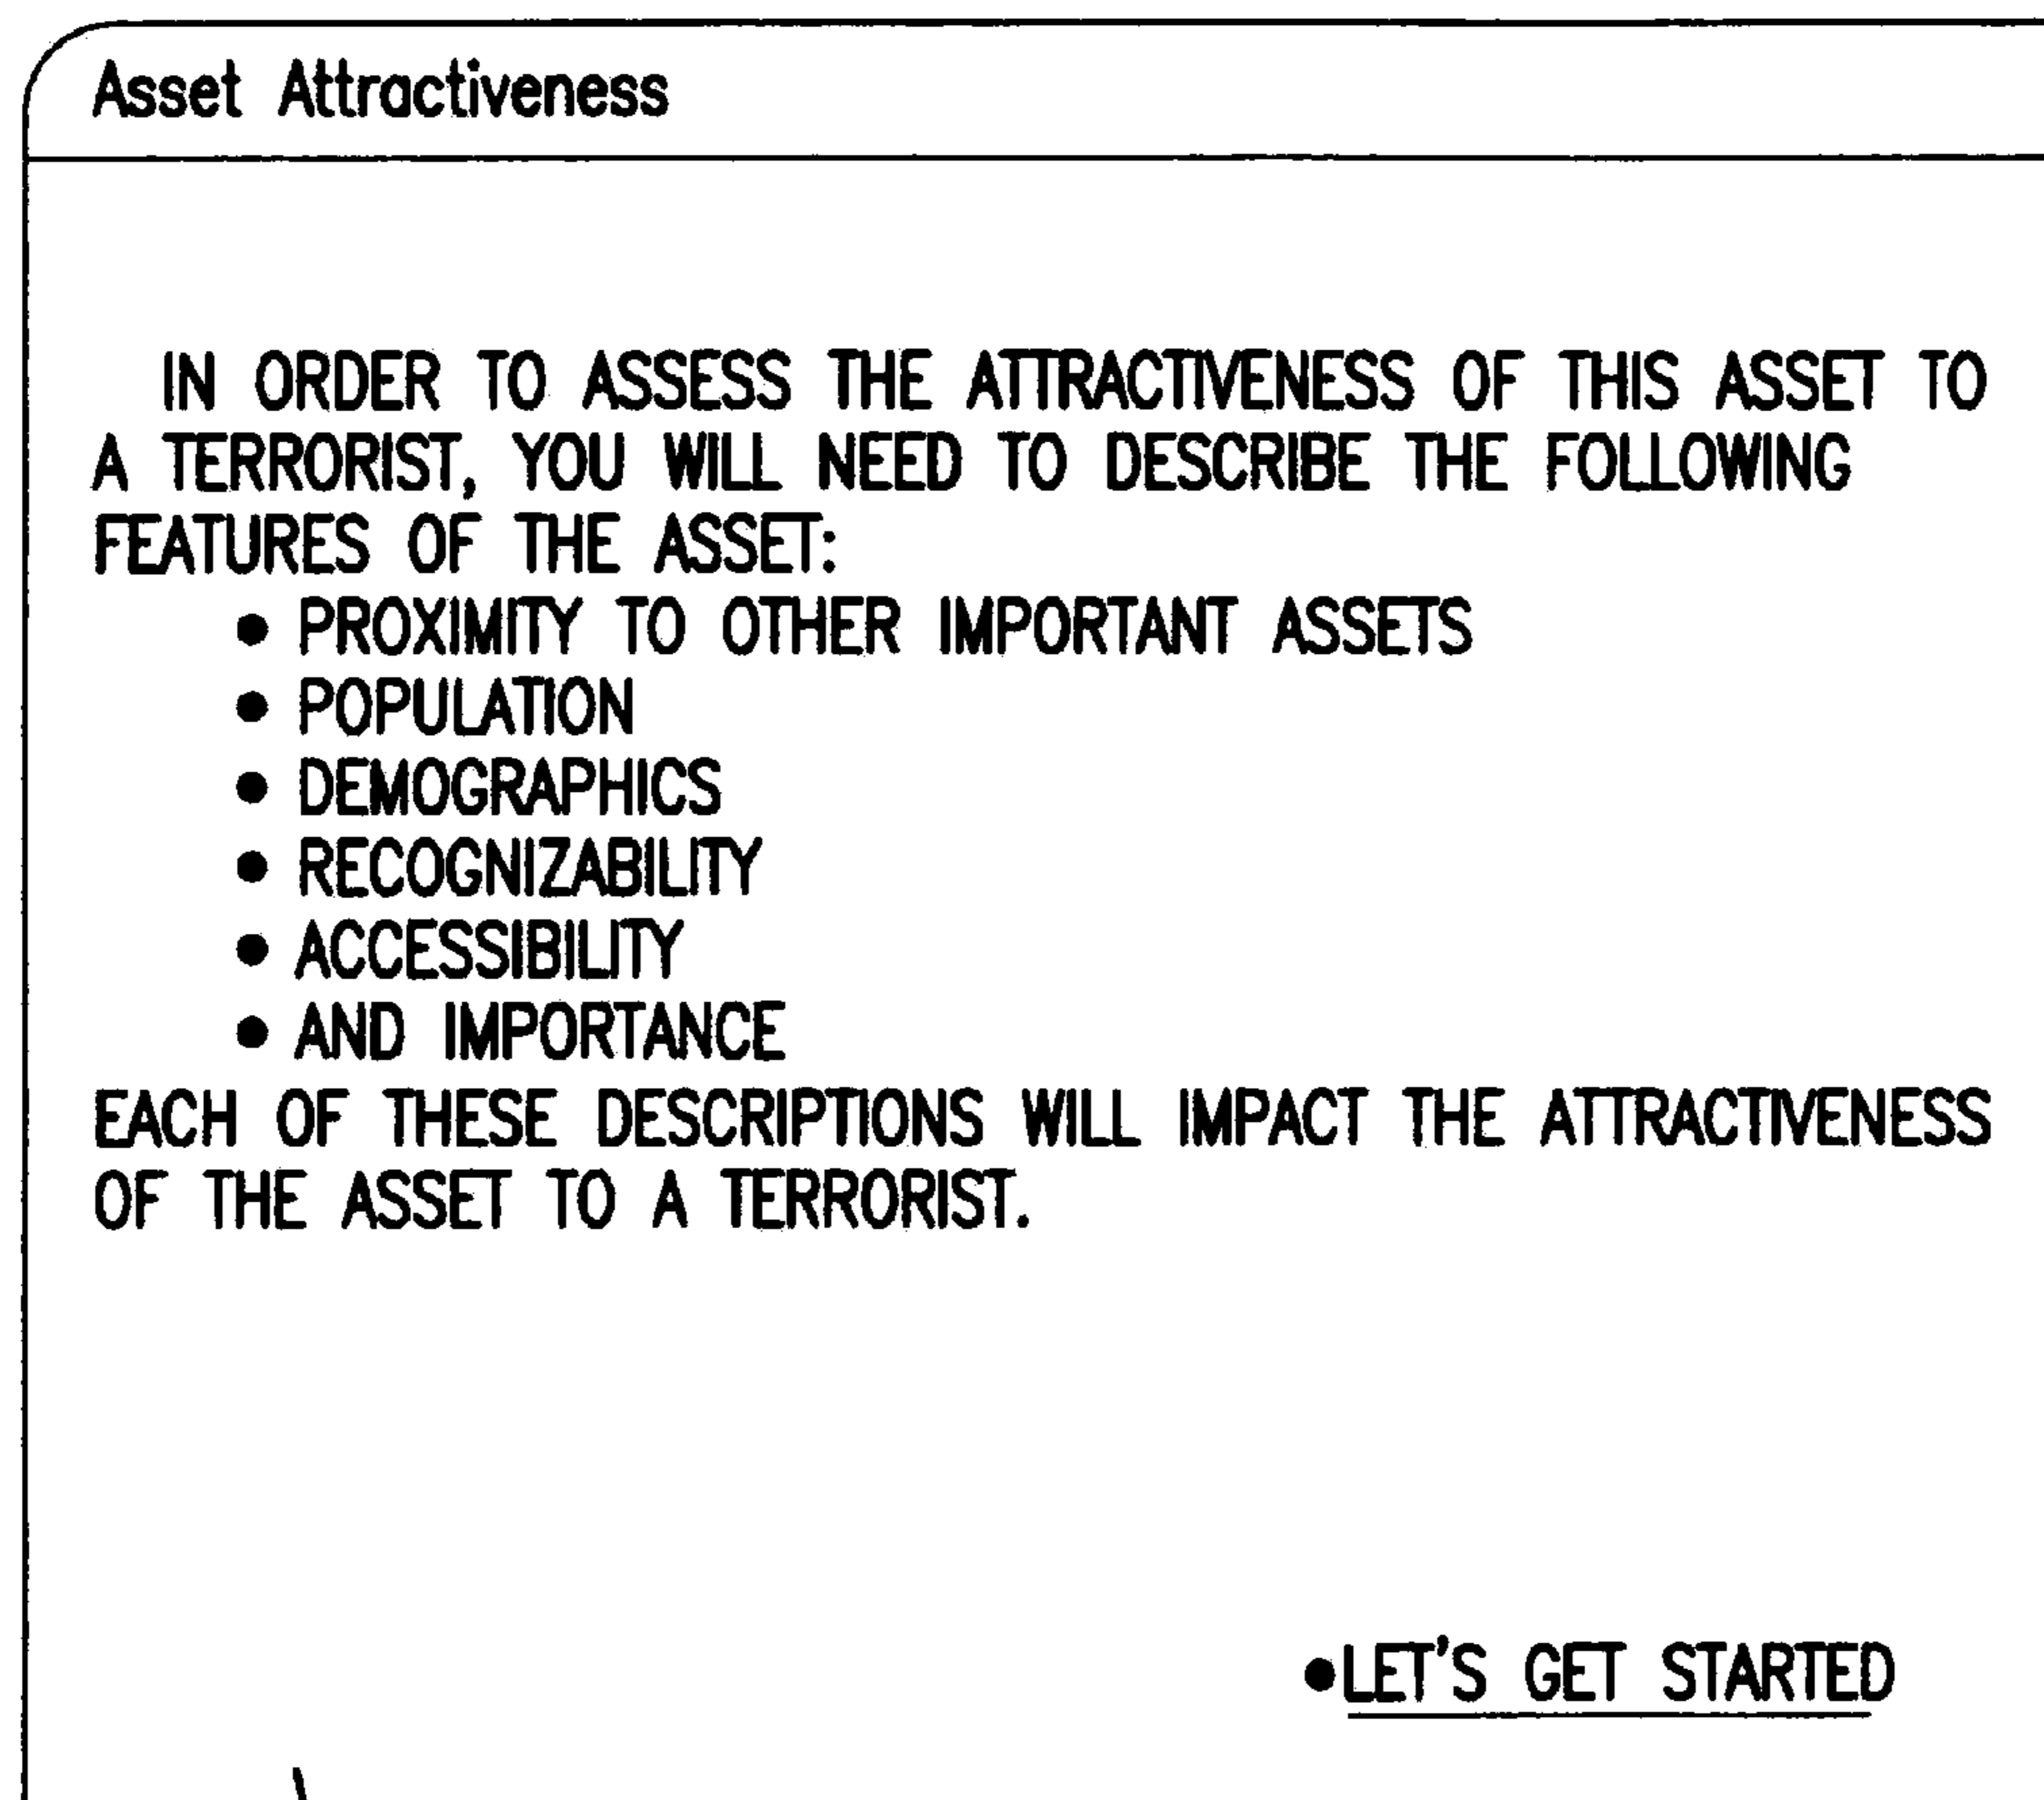 Asset Attractiveness
IN ORDER TO ASSESS THE ATTRACTIVENESS OF THIS ASSET TO
A TERRORIST, YOU WILL NEED TO DESCRIBE THE FOLLOWING
FEATURES OF THE ASSET:
• PROXIMITY TO OTHER IMPORTANT ASSETS
• POPULATION
• DEMOGRAPHICS
• RECOGNIZABILITY
• ACCESSIBILITY
• AND IMPORTANCE
EACH OF THESE DESCRIPTIONS WILL IMPACT THE ATTRACTIVENESS
OF THE ASSET TO A TERRORIST.
•LET'S GET STARTED